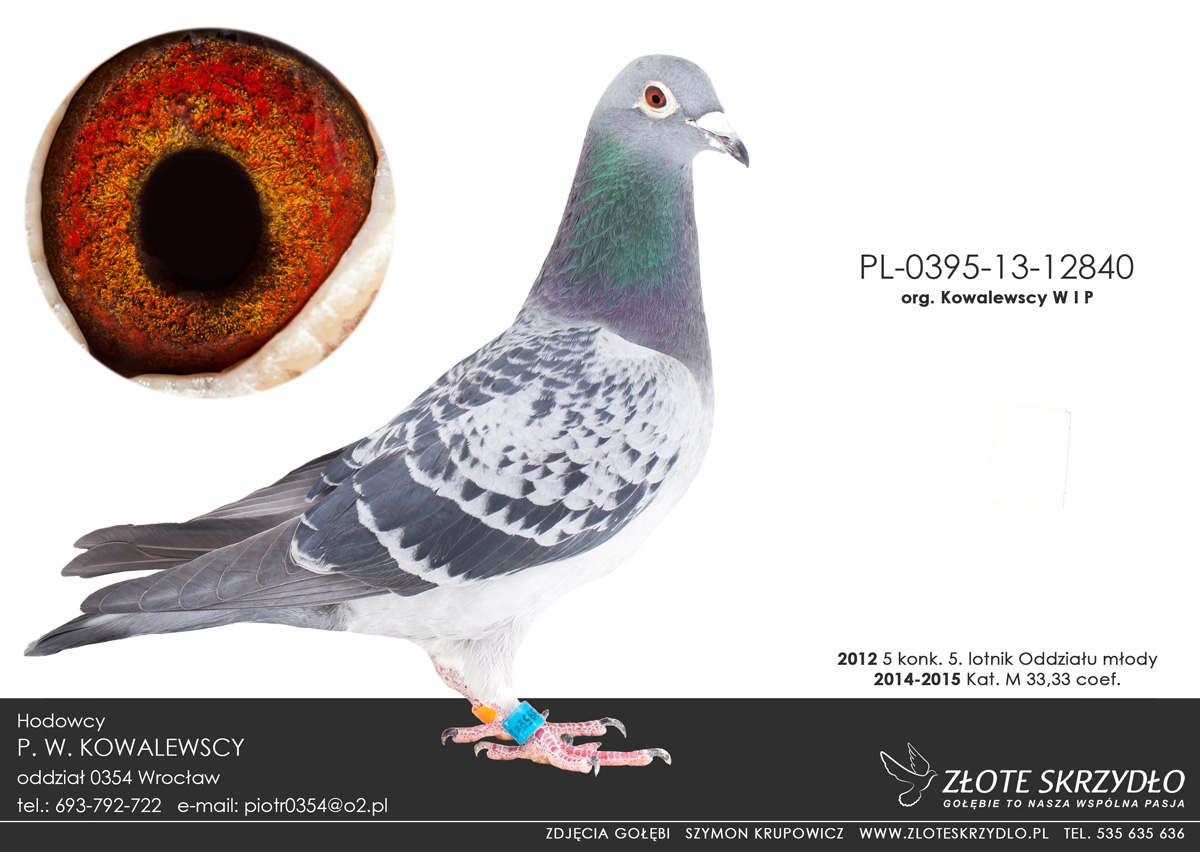 PL-0395-13-12840
org. Kowalewscy W I P
2012 5 konk. 5. lotnik Oddziału młody
2014-2015 Kat. M 33,33 coef.
Hodowcy
P. W. KOWALEWSCY
oddział 0354 Wrocław
tel.: 693-792-722 e-mail: piotr0354@o2.pl
ZŁOTE SKRZYDŁO
GOŁĘBIE TO NASZA WSPÓLNA PASJA
ZDJĘCIA GOŁĘBI SZYMON KRUPOWICZ WWW.ZLOTESKRZYDLO.PL TEL. 535 635 636